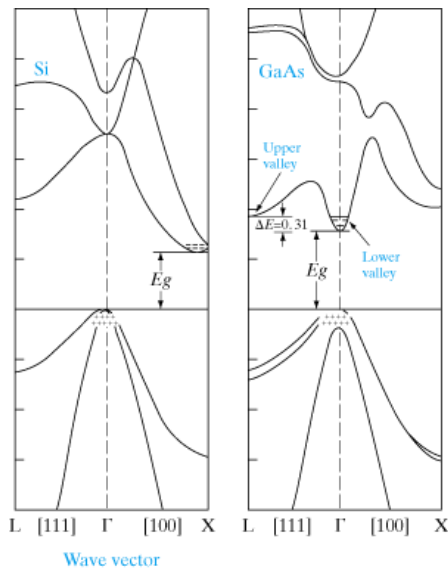 Si
GaAs
Upper
valley
ΔE=0.31
Lower
valley
Eg
Eg
L [111] Γ [100] X
L [111] Γ [100] X
Wave vector